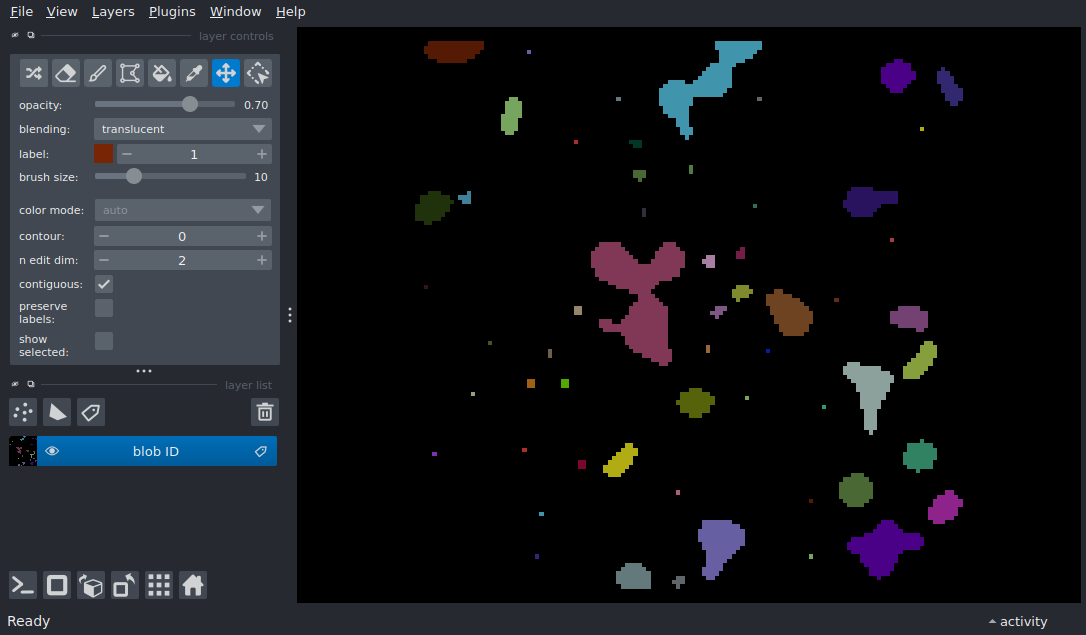 File View Layers Plugins Window Help
layer controls
opacity: 0.70
blending: translucent
label: 1
brush size: 10
color mode: auto
contour: 0
n edit dim: 2
contiguous:
preserve
labels:
show
selected:
layer list
blob ID
Ready activity